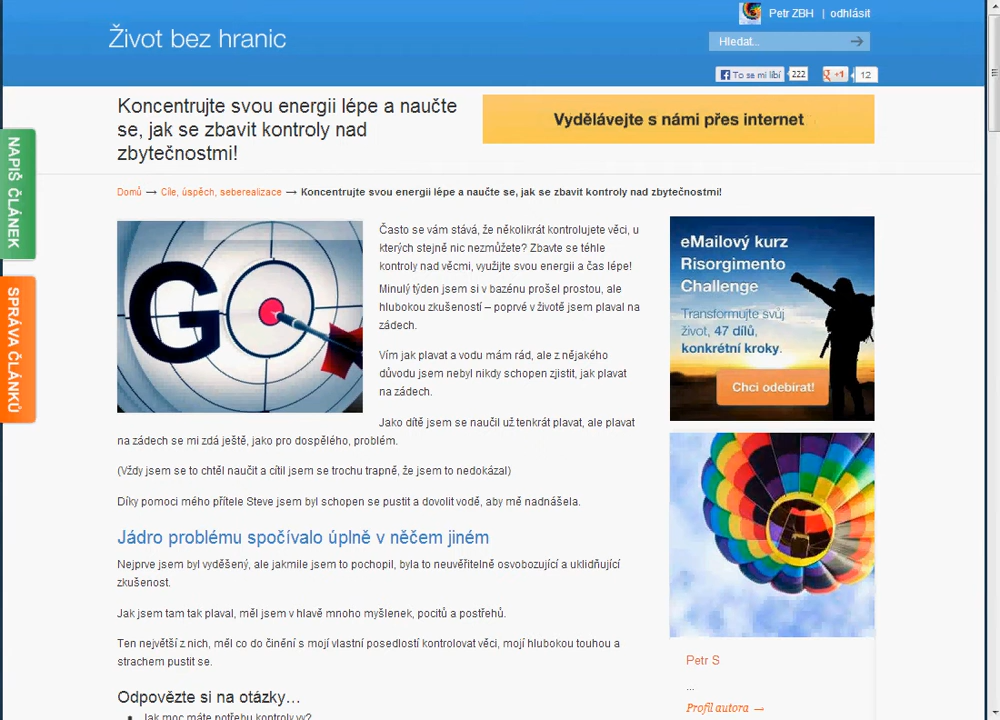 Petr ZBH | odhlásit
Život bez hranic
Hledat...
To se mi líbí 222
+1 12
Koncentrujte svou energii lépe a naučte
se, jak se zbavit kontroly nad
zbytečnostmi!
Vydělávejte s námi přes internet
NAPIŠ ČLÁNEK
SPRÁVA ČLÁNKŮ
Domů → Cíle, úspěch, seberealizace → Koncentrujte svou energii lépe a naučte se, jak se zbavit kontroly nad zbytečnostmi!
GO
Často se vám stává, že několikrát kontrolujete věci, u
kterých stejně nic nezmůžete? Zbavte se téhle
kontroly nad věcmi, využijte svou energii a čas lépe!
Minulý týden jsem si v bazénu prošel prostou, ale
hlubokou zkušeností – poprvé v životě jsem plaval na
zádech.
Vím jak plavat a vodu mám rád, ale z nějakého
důvodu jsem nebyl nikdy schopen zjistit, jak plavat
na zádech.
Jako dítě jsem se naučil už tenkrát plavat, ale plavat
na zádech se mi zdá ještě, jako pro dospělého, problém.
(Vždy jsem se to chtěl naučit a cítil jsem se trochu trapně, že jsem to nedokázal)
Díky pomoci mého přítele Steve jsem byl schopen se pustit a dovolit vodě, aby mě nadnášela.
Jádro problému spočívalo úplně v něčem jiném
Nejprve jsem byl vyděšený, ale jakmile jsem to pochopil, byla to neuvěřitelně osvobozující a uklidňující
zkušenost.
Jak jsem tam tak plaval, měl jsem v hlavě mnoho myšlenek, pocitů a postřehů.
Ten největší z nich, měl co do činění s mojí vlastní posedlostí kontrolovat věci, mojí hlubokou touhou a
strachem pustit se.
Odpovězte si na otázky…
Jak moc máte potřebu kontroly vy?
eMailový kurz
Risorgimento
Challenge
Transformujte svůj
život, 47 dílů,
konkrétní kroky.
Chci odebírat!
Petr S
...
Profil autora →